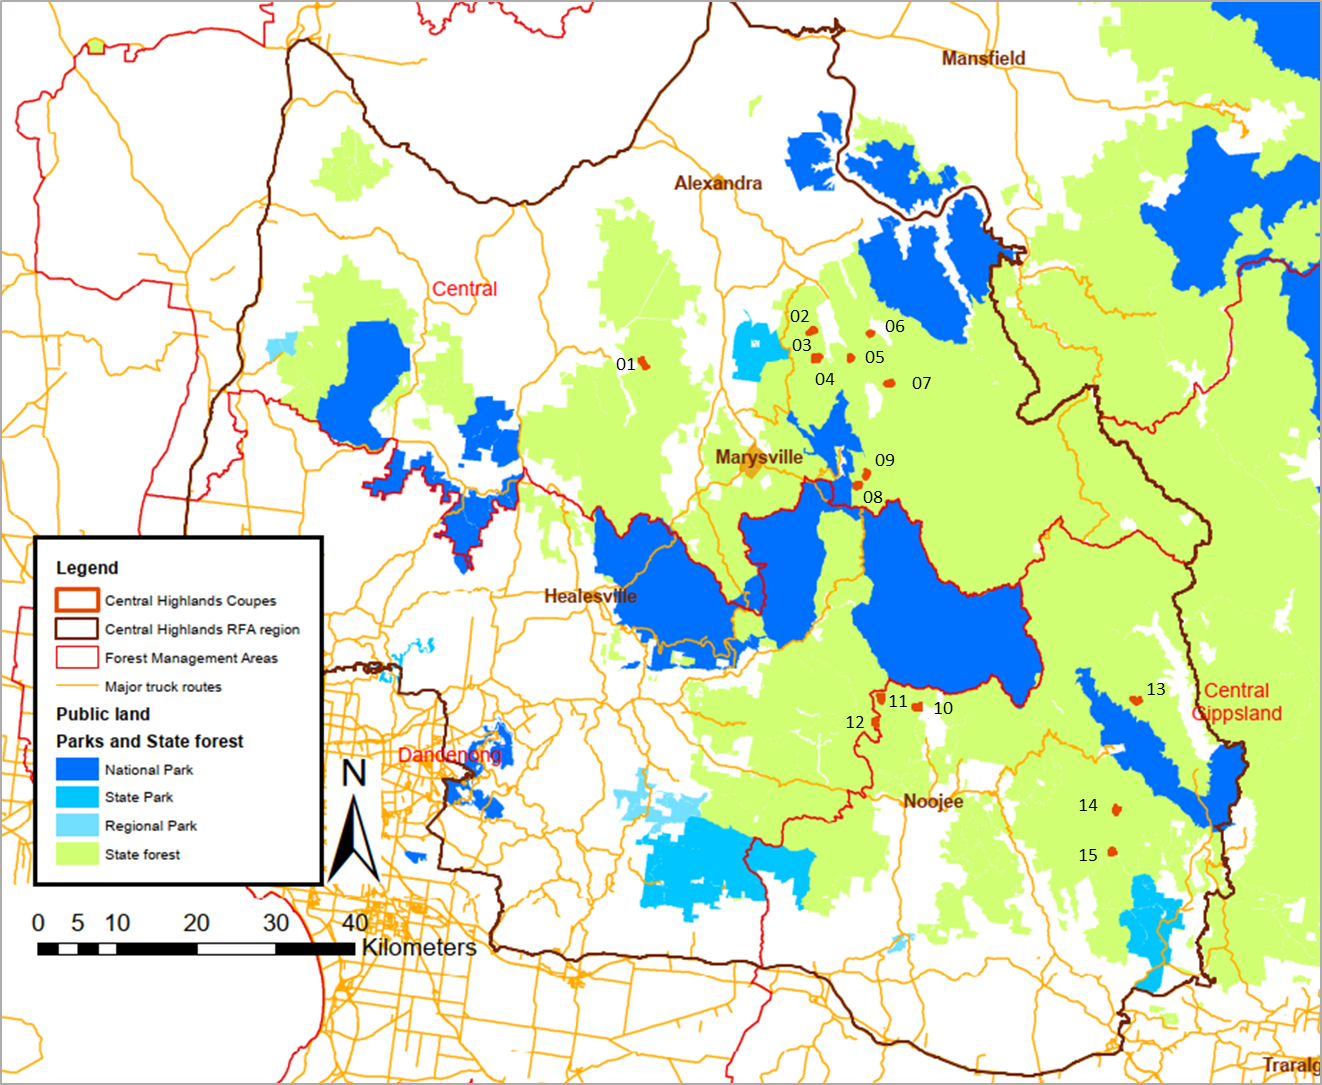 Mansfield
Alexandra
Central
02
06
03
01
05
04
07
Marysville
09
08
Healesville
13
Central
Gippsland
11
10
12
Dandenong
Noojee
14
15
Traralg
Legend
Central Highlands Coupes
Central Highlands RFA region
Forest Management Areas
Major truck routes
Public land
Parks and State forest
National Park
State Park
Regional Park
State forest
N
0 5 10 20 30 40
Kilometers